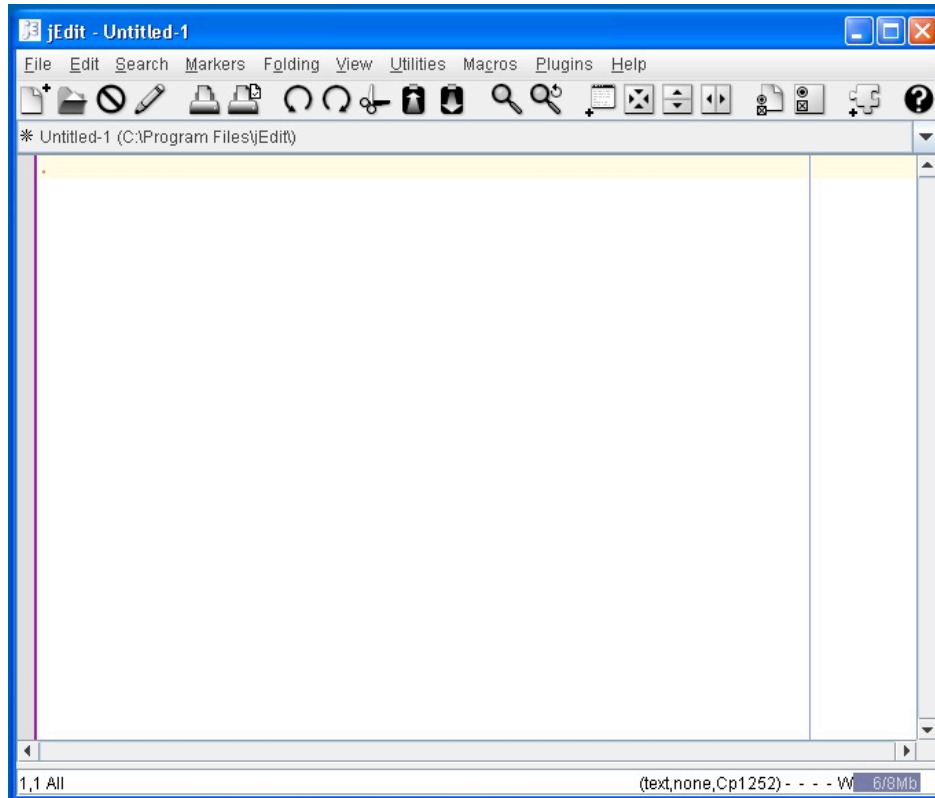 jEdit - Untitled-1
File Edit Search Markers Folding View Utilities Macros Plugins Help
* Untitled-1 (C:\Program Files\jEdit\)
1,1 All (text,none,Cp1252) - - - - W 6/8Mb